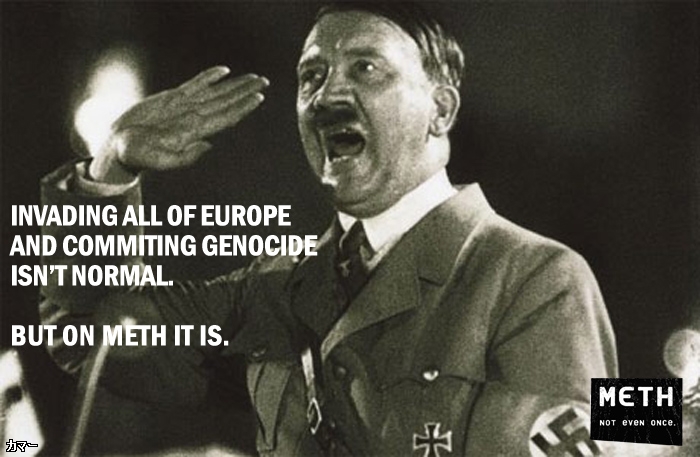 INVADING ALL OF EUROPE
AND COMMITING GENOCIDE
ISN'T NORMAL.
BUT ON METH IT IS.
METH
NOT EVEN ONCE.
カマー